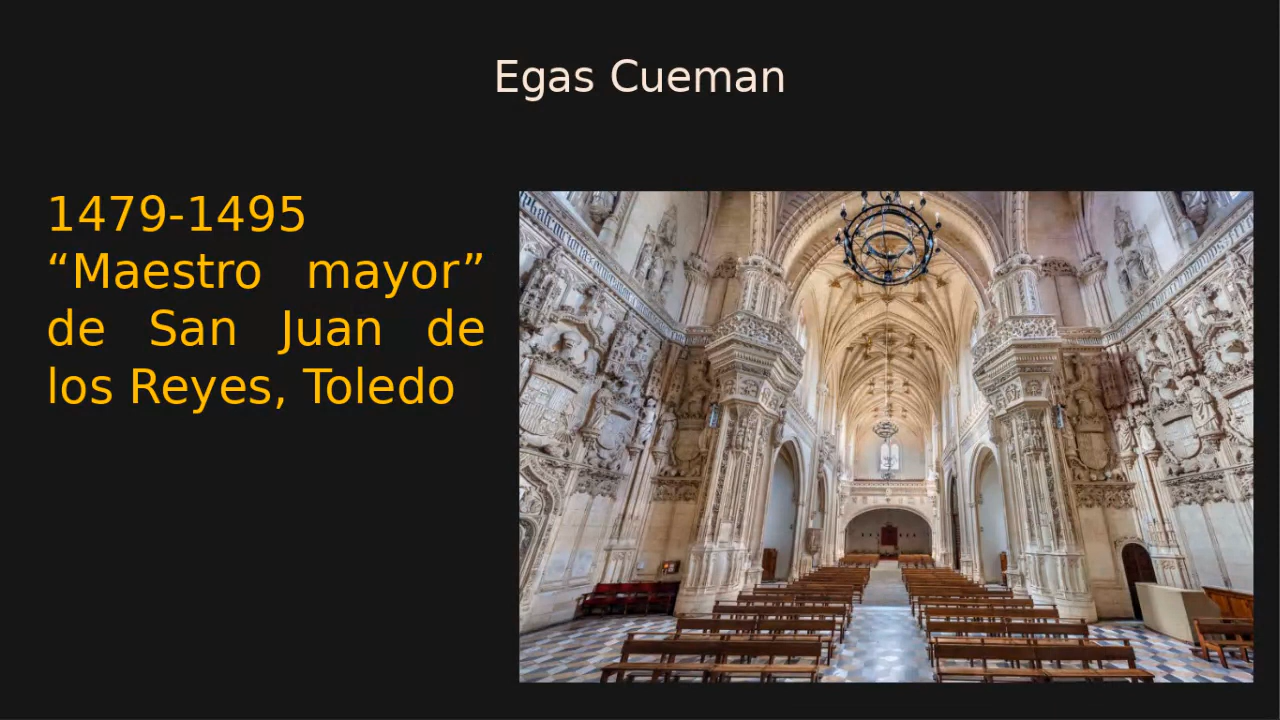 Egas Cueman
1479-1495
“Maestro mayor”
de San Juan de
los Reyes, Toledo